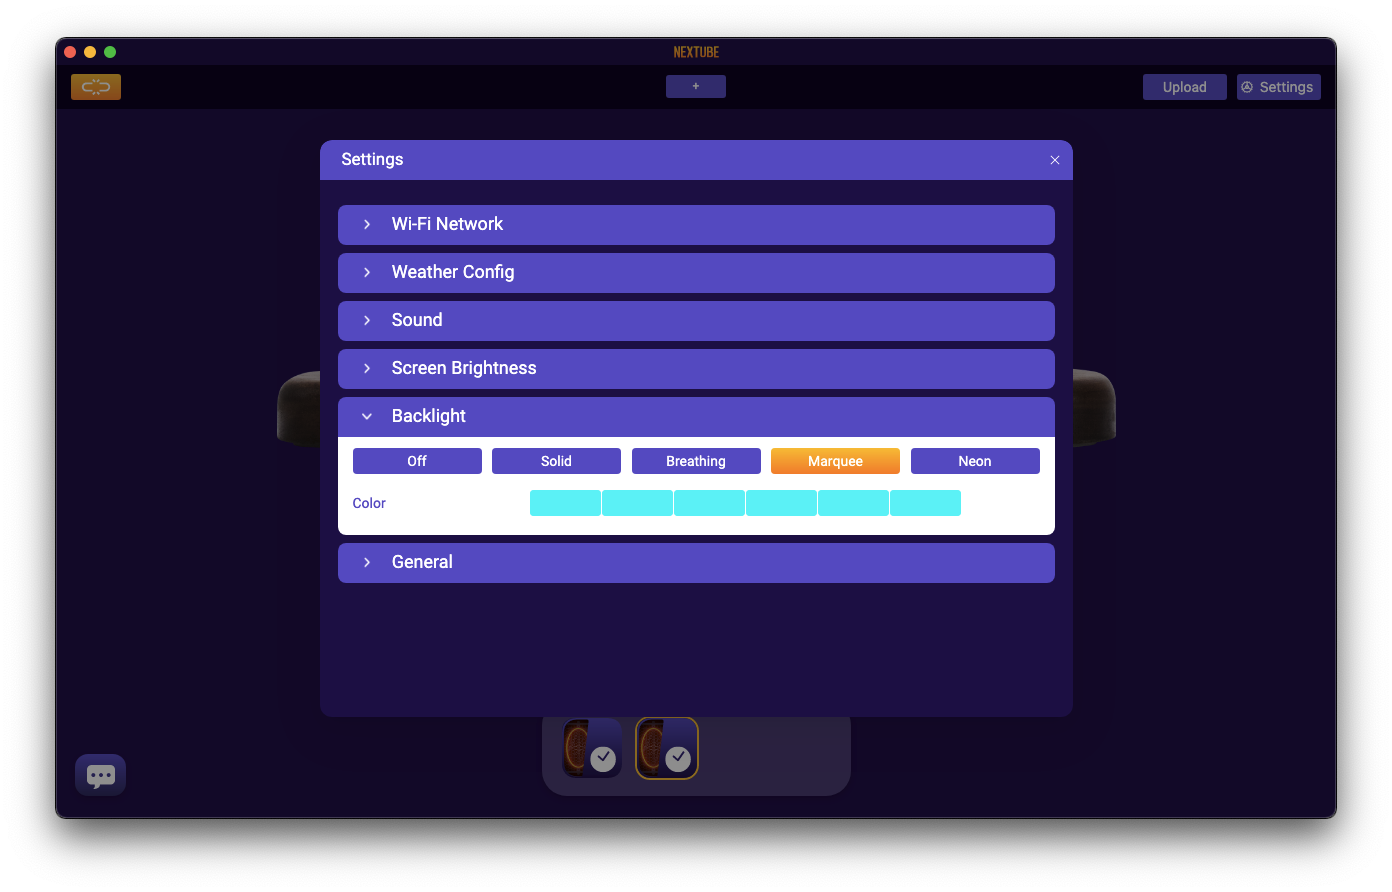 NEXTUBE
+
Upload
Settings
Settings
Wi-Fi Network
Weather Config
Sound
Screen Brightness
Backlight
Off
Solid
Breathing
Marquee
Neon
Color
General